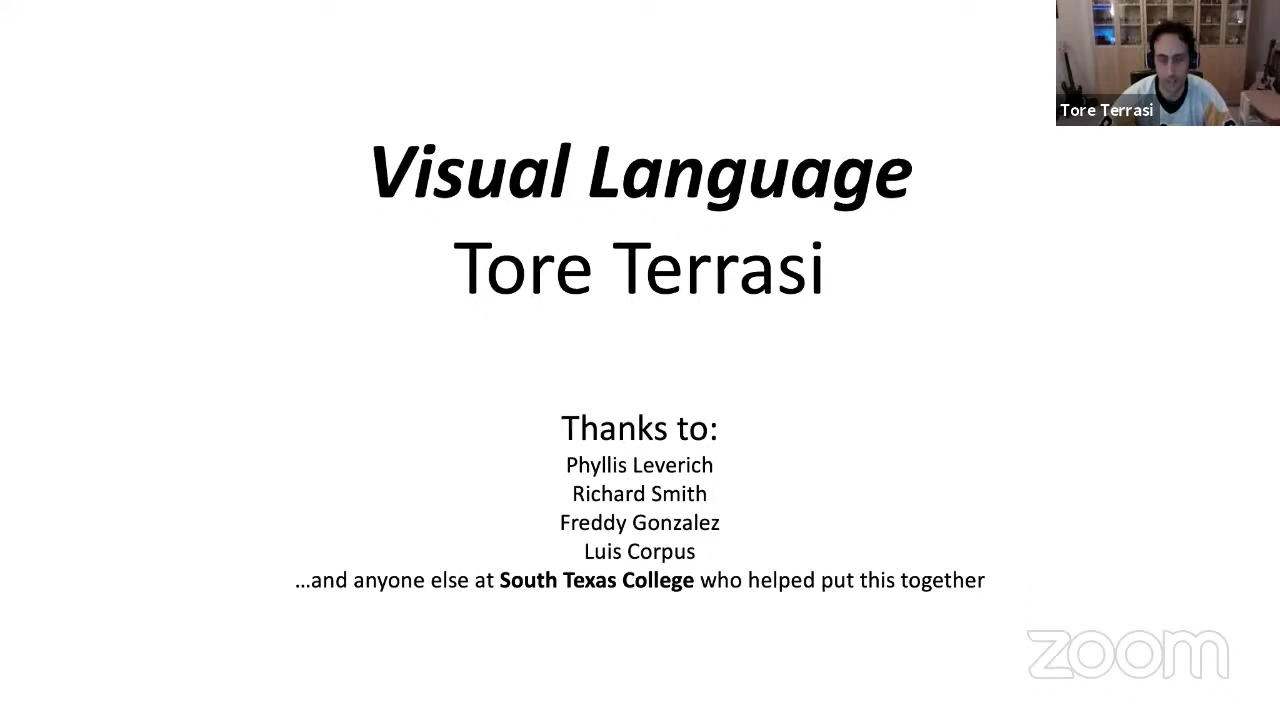 Tore Terrasi
Visual Language
Tore Terrasi
Thanks to:
Phyllis Leverich
Richard Smith
Freddy Gonzalez
Luis Corpus
...and anyone else at South Texas College who helped put this together
zoom